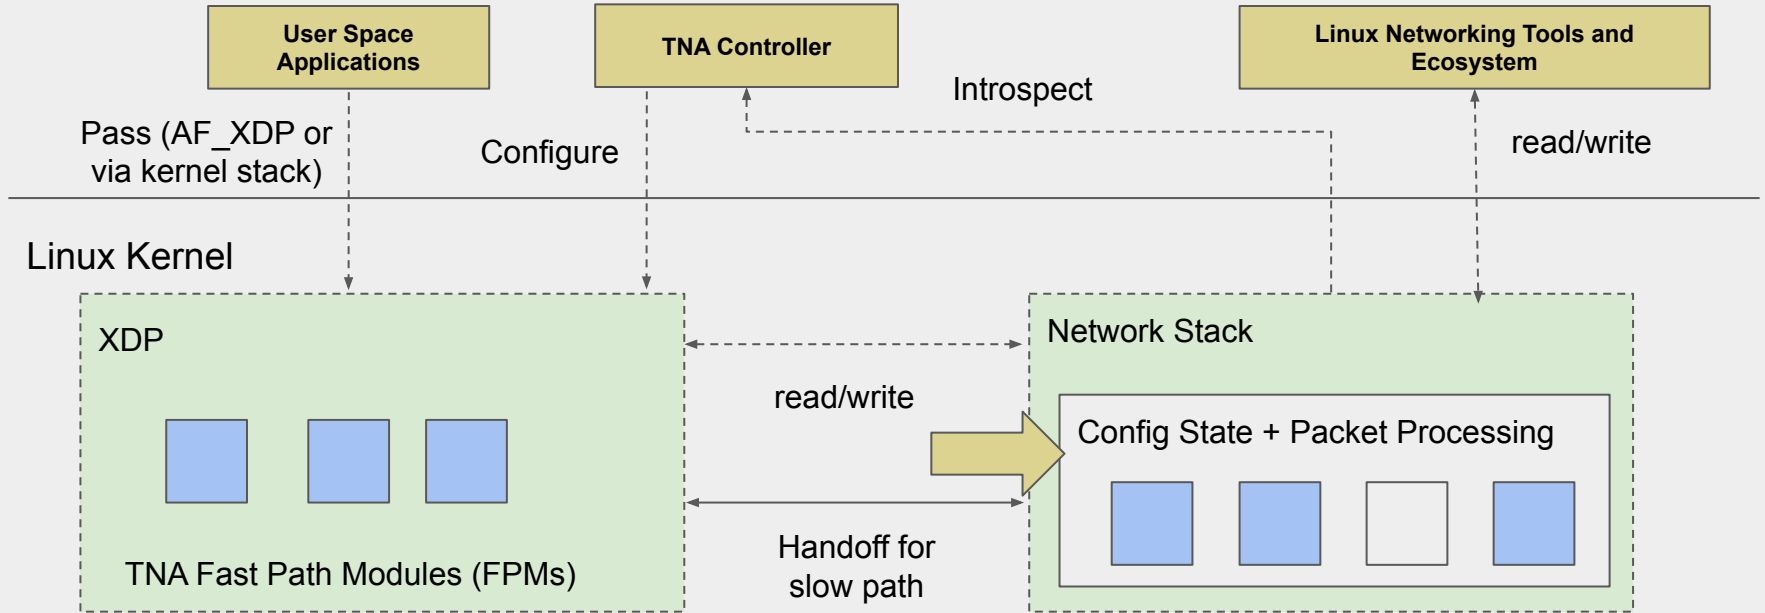 User Space
Applications
TNA Controller
Linux Networking Tools and
Ecosystem
Introspect
Pass (AF_XDP or
via kernel stack)
Configure
read/write
Linux Kernel
XDP
Network Stack
read/write
Config State + Packet Processing
Handoff for
slow path
TNA Fast Path Modules (FPMs)